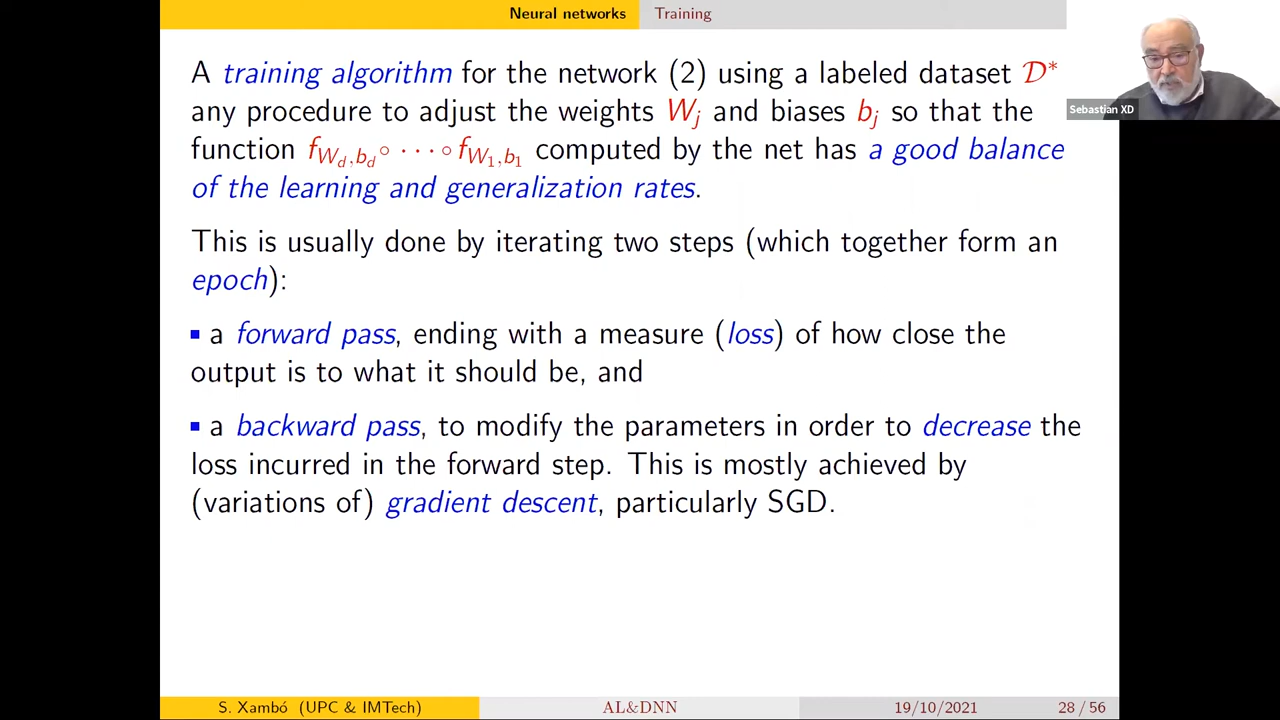 Neural networks Training
A training algorithm for the network (2) using a labeled dataset 𝒟*
any procedure to adjust the weights W_j and biases b_j so that the
function f_{W_d,b_d} ∘ ⋯ ∘ f_{W_1,b_1} computed by the net has a good balance
of the learning and generalization rates.
This is usually done by iterating two steps (which together form an
epoch):
▪ a forward pass, ending with a measure (loss) of how close the
output is to what it should be, and
▪ a backward pass, to modify the parameters in order to decrease the
loss incurred in the forward step. This is mostly achieved by
(variations of) gradient descent, particularly SGD.
Sebastian XD
S. Xambó (UPC & IMTech) AL&DNN 19/10/2021 28 / 56